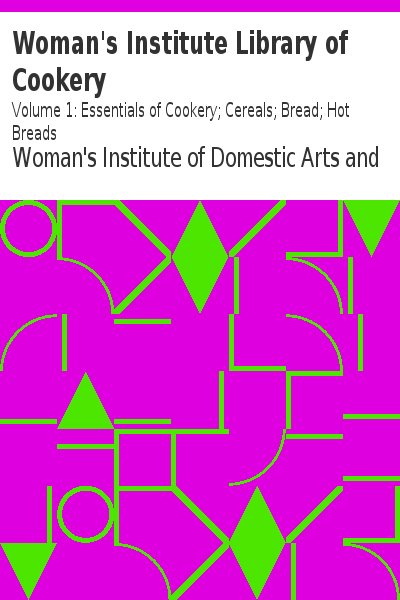 Woman's Institute Library of
Cookery
Volume 1: Essentials of Cookery; Cereals; Bread; Hot
Breads
Woman's Institute of Domestic Arts and